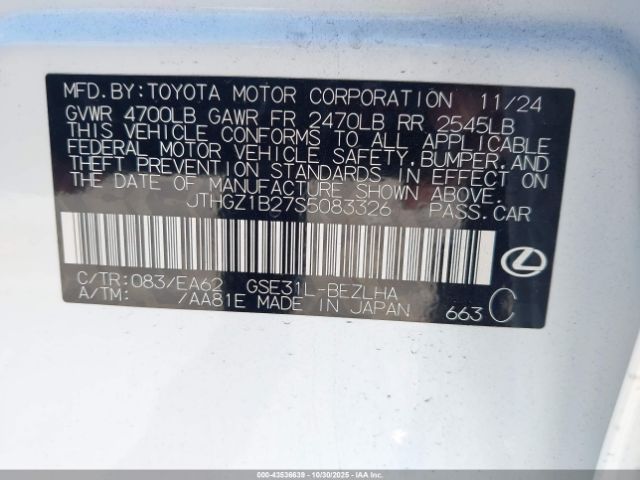 MFD.BY:TOYOTA MOTOR CORPORATION 11/24
GVWR 4700LB GAWR FR 2470LB RR 2545LB
THIS VEHICLE CONFORMS TO ALL APPLICABLE
FEDERAL MOTOR VEHICLE SAFETY,BUMPER,AND
THEFT PREVENTION STANDARDS IN EFFECT ON
THE DATE OF MANUFACTURE SHOWN ABOVE.
JTHGZ1B27S5083326 PASS.CAR
C/TR:083/EA62 GSE31L-BEZLHA
A/TM: /AA81E MADE IN JAPAN 663 C
000-43536639 - 10/30/2025 - IAAI.COM